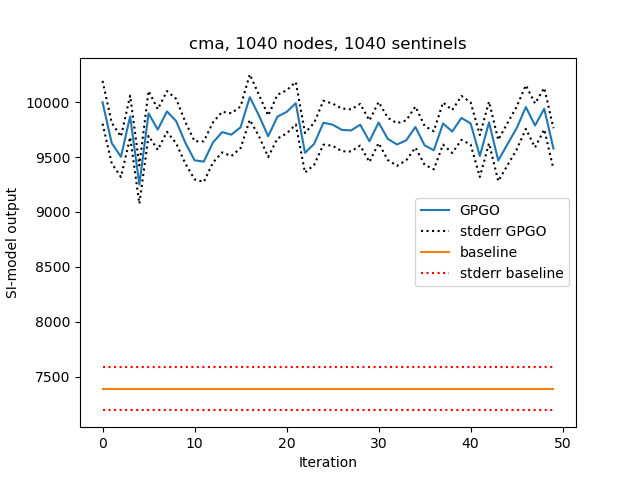 cma, 1040 nodes, 1040 sentinels
10000
9500
9000
8500
8000
7500
SI-model output
GPGO
stderr GPGO
baseline
stderr baseline
0 10 20 30 40 50
Iteration